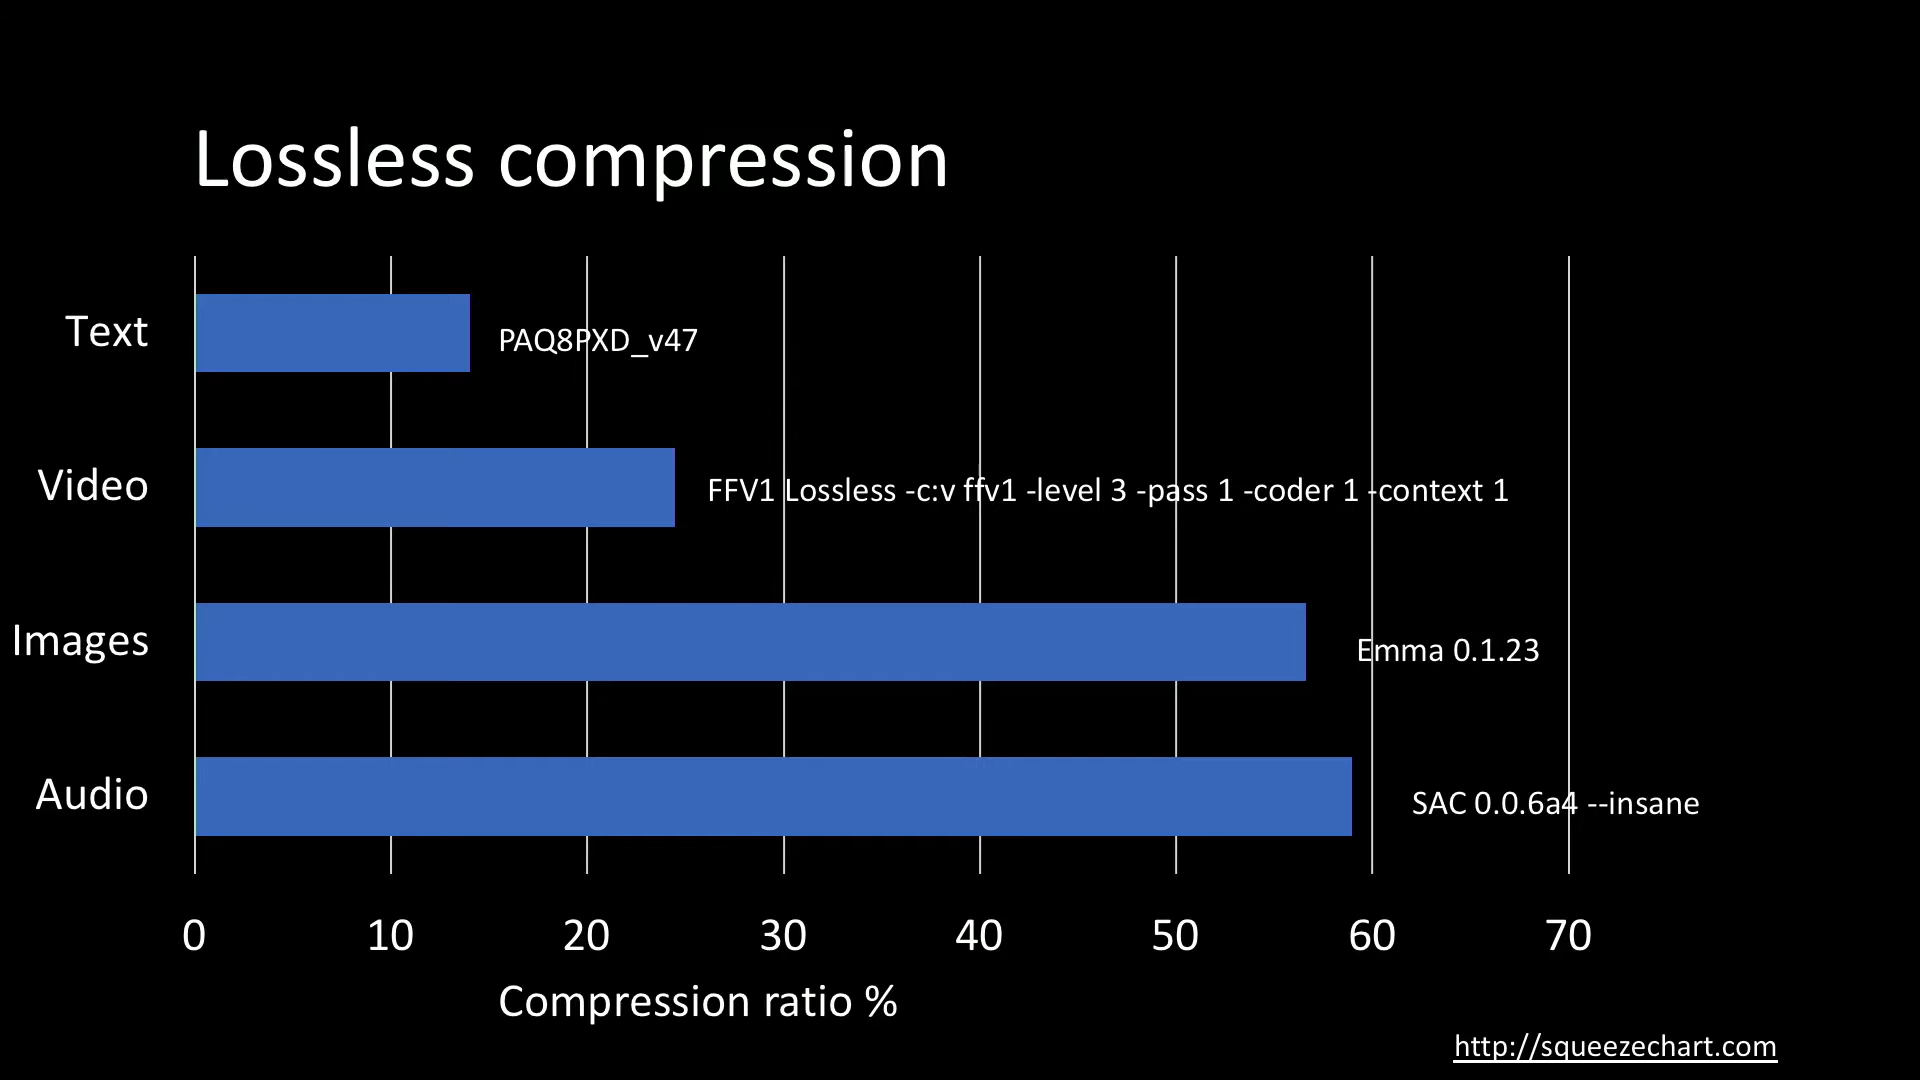 Lossless compression
Text
PAQ8PXD_v47
Video
FFV1 Lossless -c:v ffv1 -level 3 -pass 1 -coder 1 -context 1
Images
Emma 0.1.23
Audio
SAC 0.0.6a4 --insane
0 10 20 30 40 50 60 70
Compression ratio %
http://squeezechart.com